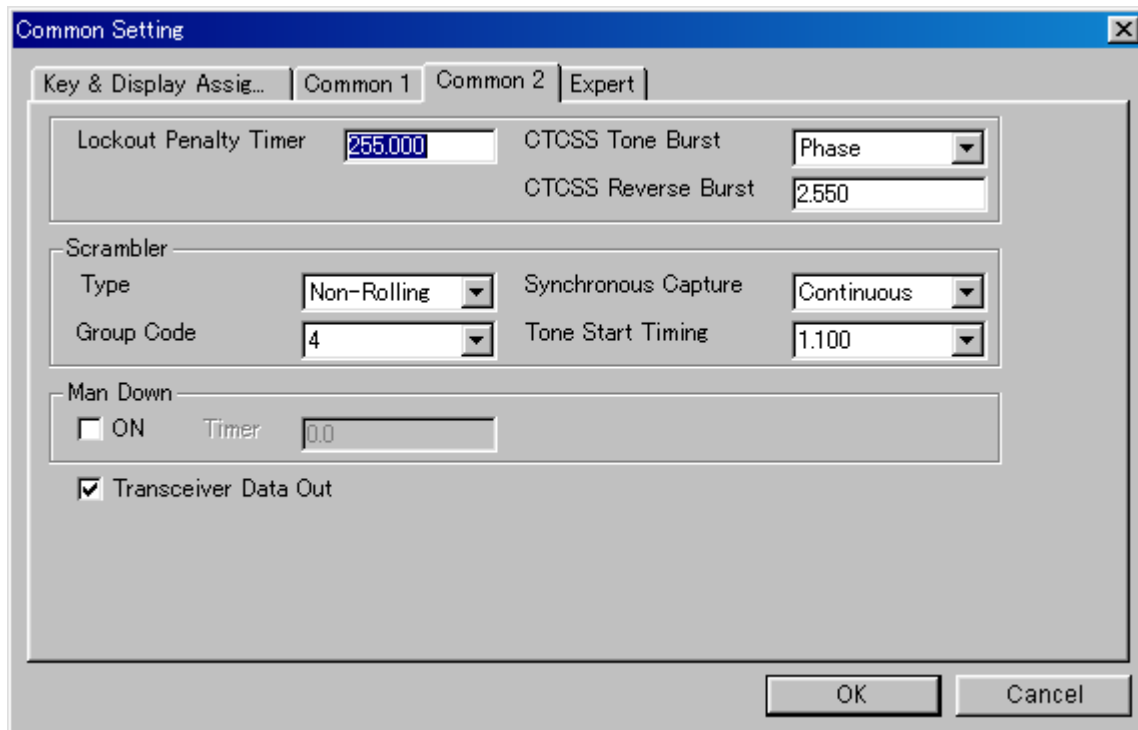 Common Setting
Key & Display Assig... Common 1 Common 2 Expert
Lockout Penalty Timer 255.000 CTCSS Tone Burst Phase
CTCSS Reverse Burst 2.550
Scrambler
Type Non-Rolling Synchronous Capture Continuous
Group Code 4 Tone Start Timing 1.100
Man Down
ON Timer 0.0
Transceiver Data Out
OK Cancel